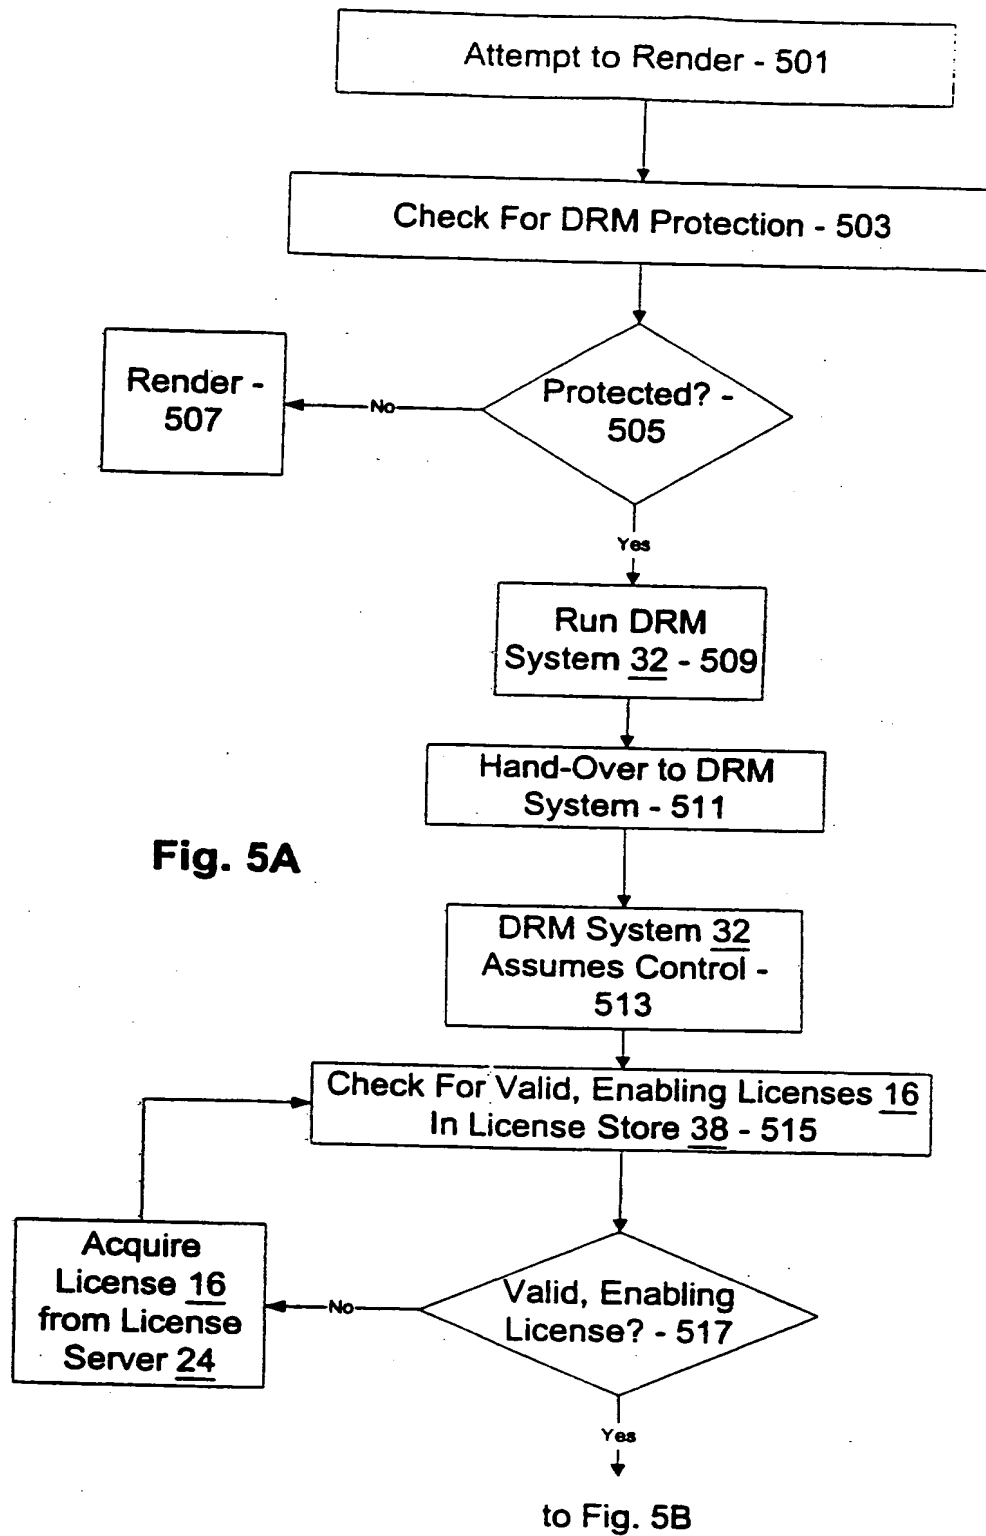 Attempt to Render - 501
Check For DRM Protection - 503
Render -
507
No
Protected? -
505
Yes
Run DRM
System 32 - 509
Hand-Over to DRM
System - 511
Fig. 5A
DRM System 32
Assumes Control -
513
Check For Valid, Enabling Licenses 16
In License Store 38 - 515
Acquire
License 16
from License
Server 24
No
Valid, Enabling
License? - 517
Yes
to Fig. 5B